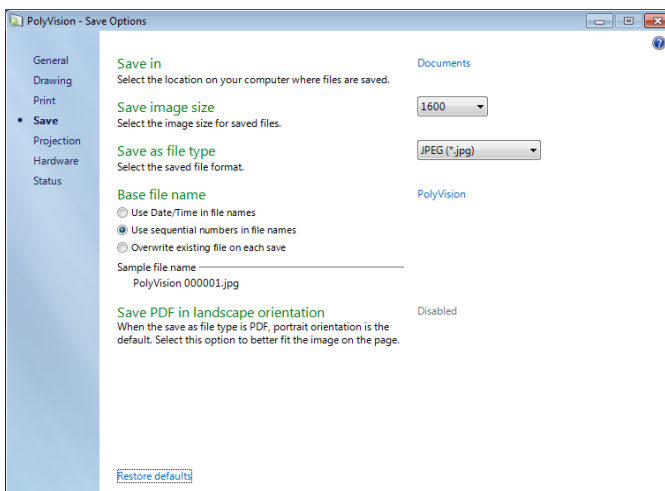 PolyVision - Save Options
General
Drawing
Print
Save
Projection
Hardware
Status
Save in
Documents
Select the location on your computer where files are saved.
Save image size
1600
Select the image size for saved files.
Save as file type
JPEG (*.jpg)
Select the saved file format.
Base file name
PolyVision
Use Date/Time in file names
Use sequential numbers in file names
Overwrite existing file on each save
Sample file name
PolyVision 000001.jpg
Save PDF in landscape orientation
Disabled
When the save as file type is PDF, portrait orientation is the
default. Select this option to better fit the image on the page.
Restore defaults